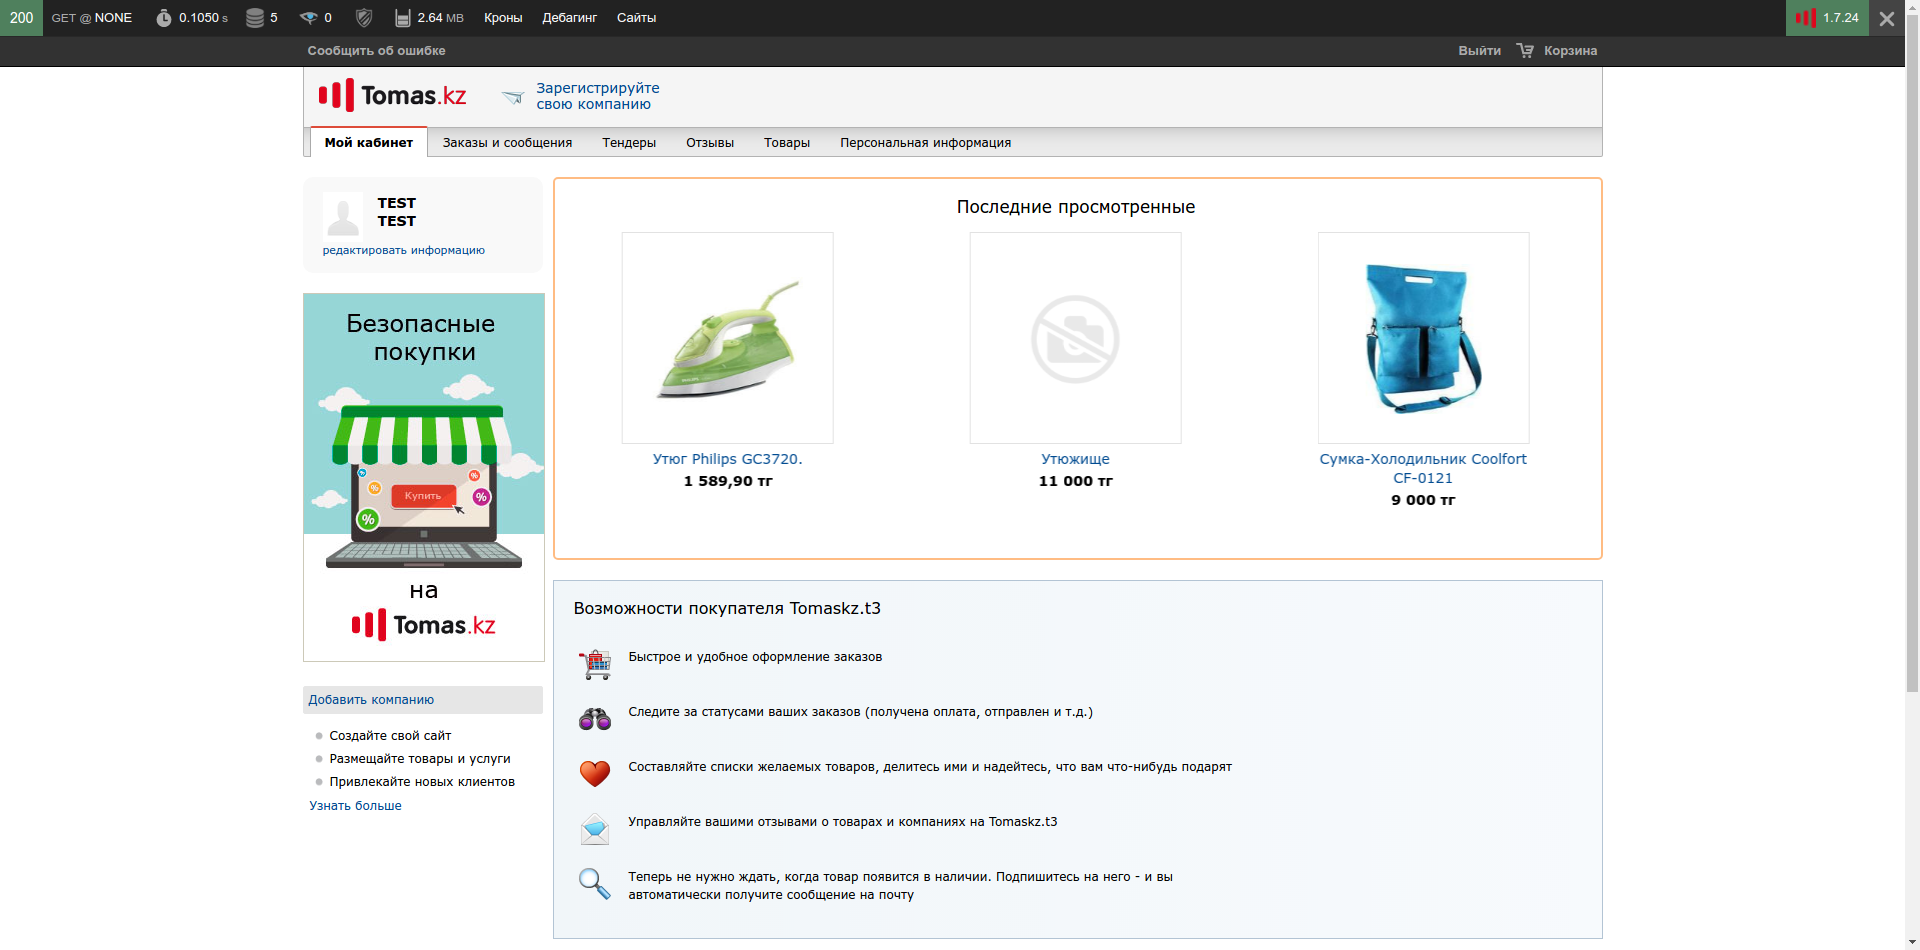 200 GET @ NONE 0.1050 s 5 0 2.64 MB Кроны Дебагинг Сайты 1.7.24
Сообщить об ошибке Выйти Корзина
Tomas.kz
Зарегистрируйте
свою компанию
Мой кабинет Заказы и сообщения Тендеры Отзывы Товары Персональная информация
TEST
TEST
редактировать информацию
Безопасные
покупки
Купить
%
%
%
%
%
на
Tomas.kz
Добавить компанию
Создайте свой сайт
Размещайте товары и услуги
Привлекайте новых клиентов
Узнать больше
Последние просмотренные
Утюг Philips GC3720.
1 589,90 тг
Утюжище
11 000 тг
Сумка-Холодильник Coolfort
CF-0121
9 000 тг
Возможности покупателя Tomaskz.t3
Быстрое и удобное оформление заказов
Следите за статусами ваших заказов (получена оплата, отправлен и т.д.)
Составляйте списки желаемых товаров, делитесь ими и надейтесь, что вам что-нибудь подарят
Управляйте вашими отзывами о товарах и компаниях на Tomaskz.t3
Теперь не нужно ждать, когда товар появится в наличии. Подпишитесь на него - и вы
автоматически получите сообщение на почту